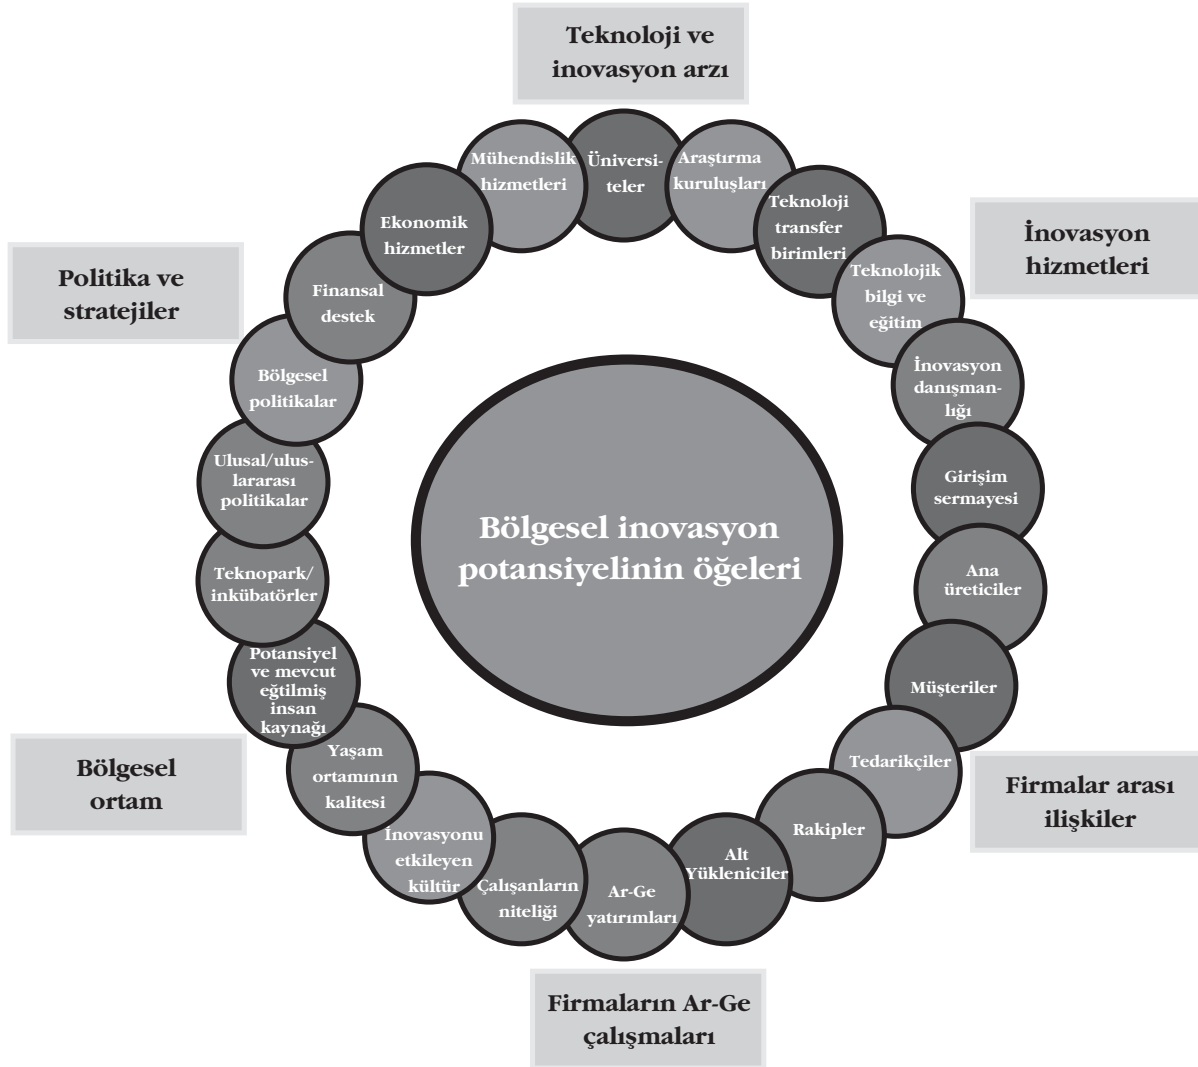 Teknoloji ve
inovasyon arzı
Mühendislik
hizmetleri
Üniversi-
teler
Araştırma
kuruluşları
Teknoloji
transfer
birimleri
Teknolojik
bilgi ve
eğitim
İnovasyon
hizmetleri
İnovasyon
danışman-
lığı
Girişim
sermayesi
Ana
üreticiler
Müşteriler
Tedarikçiler
Firmalar arası
ilişkiler
Rakipler
Alt
Yükleniciler
Ar-Ge
yatırımları
Firmaların Ar-Ge
çalışmaları
Çalışanların
niteliği
İnovasyonu
etkileyen
kültür
Yaşam
ortamının
kalitesi
Bölgesel
ortam
Potansiyel
ve mevcut
eğtilmiş
insan
kaynağı
Teknopark/
inkübatörler
Ulusal/ulus-
lararası
politikalar
Bölgesel
politikalar
Politika ve
stratejiler
Finansal
destek
Ekonomik
hizmetler
Bölgesel inovasyon
potansiyelinin öğeleri